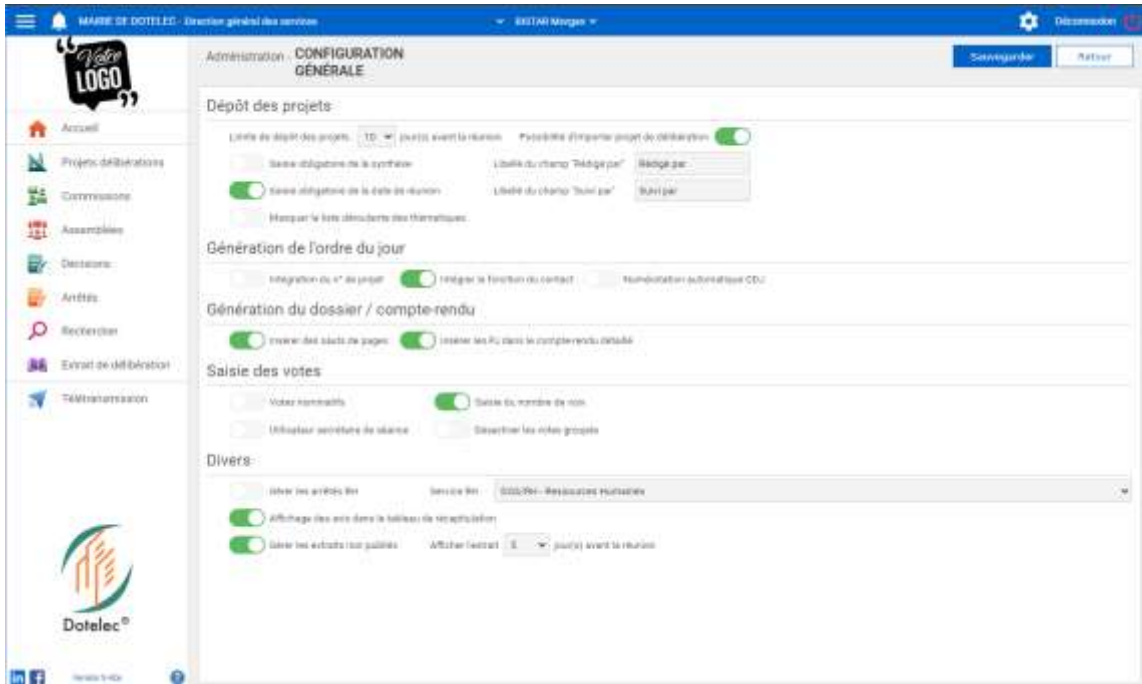 MAIRIE DE DOTELEC - Direction général des services
Déconnexion
Votre
LOGO
Administration - CONFIGURATION GÉNÉRALE
Sauvegarder
Retour
Accueil
Projets délibérations
Commissions
Assemblées
Décisions
Arrêtés
Rechercher
Extrait de délibération
Télétransmission
Dotelec®
Dépôt des projets
Limite de dépôt des projets 10 jour(s) avant la réunion Possibilité d'importer projet de délibération
Saisie obligatoire de la synthèse Libellé du champ "Rédigé par" Rédigé par
Saisie obligatoire de la date de réunion Libellé du champ "Suivi par" Suivi par
Masquer la liste déroulante des thématiques
Génération de l'ordre du jour
Intégration du n° de projet Intégrer la fonction du contact Numérotation automatique CDJ
Génération du dossier / compte-rendu
Insérer des sauts de pages Insérer les PJ dans le compte-rendu détaillé
Saisie des votes
Votes nominatifs Saisie du nombre de voix
Utilisateur secrétaire de séance Désactiver les votes groupés
Divers
Gérer les arrêtés RH Service RH - Ressources Humaines
Affichage des avis dans le tableau de récapitulation
Gérer les extraits non publiés Afficher l'extrait 5 jour(s) avant la réunion